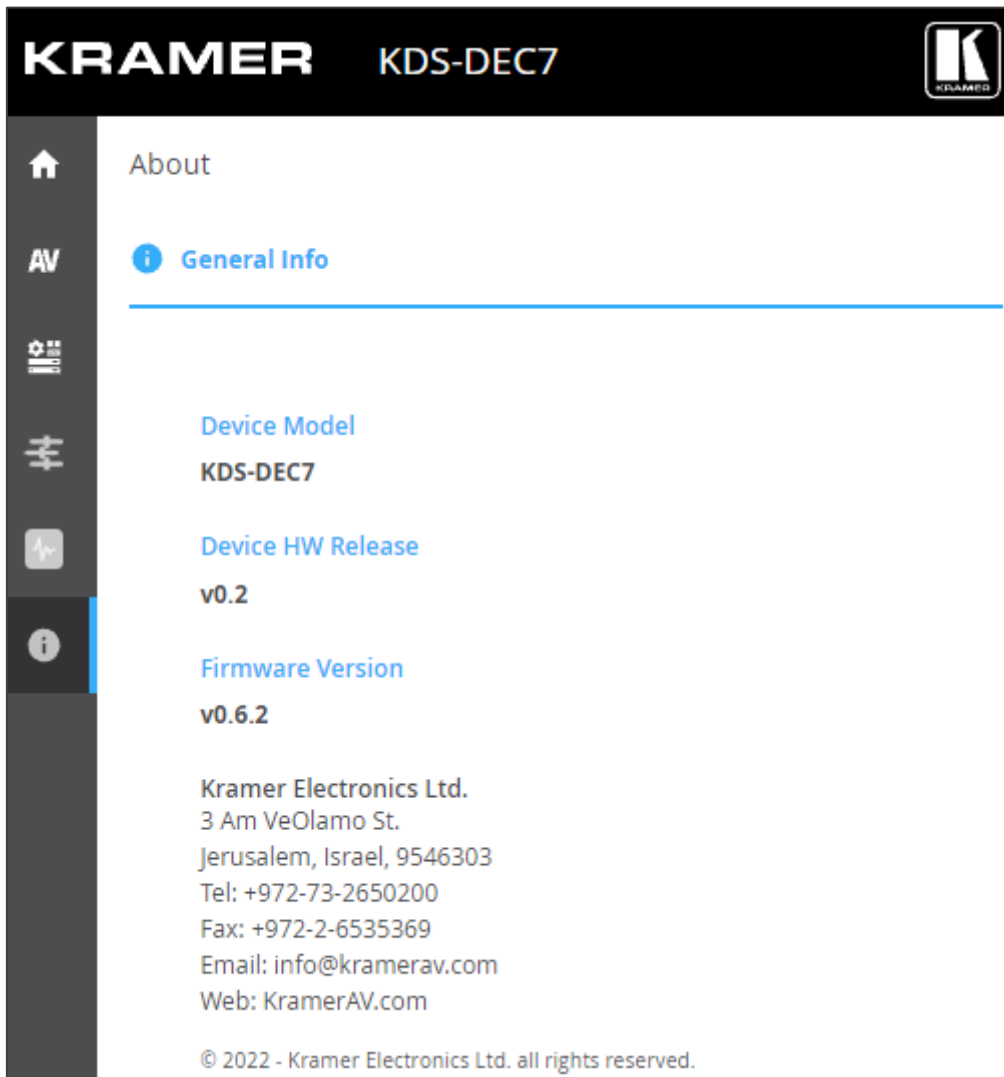 KRAMER KDS-DEC7
KRAMER
About
AV
General Info
Device Model
KDS-DEC7
Device HW Release
v0.2
Firmware Version
v0.6.2
Kramer Electronics Ltd.
3 Am VeOlamo St.
Jerusalem, Israel, 9546303
Tel: +972-73-2650200
Fax: +972-2-6535369
Email: info@kramerav.com
Web: KramerAV.com
© 2022 - Kramer Electronics Ltd. all rights reserved.